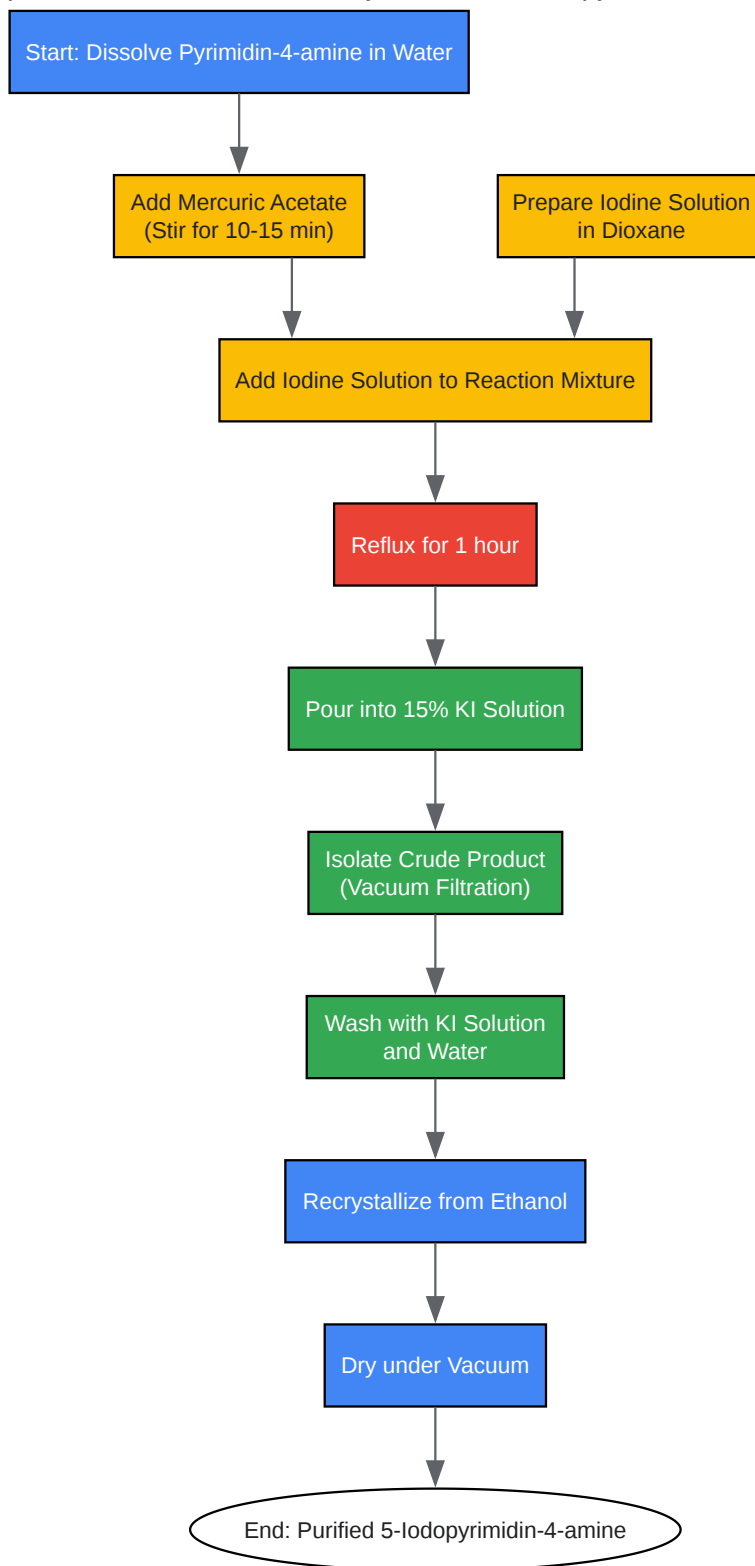 Start: Dissolve Pyrimidin-4-amine in Water
Add Mercuric Acetate
(Stir for 10-15 min)
Prepare Iodine Solution
in Dioxane
Add Iodine Solution to Reaction Mixture
Reflux for 1 hour
Pour into 15% KI Solution
Isolate Crude Product
(Vacuum Filtration)
Wash with KI Solution
and Water
Recrystallize from Ethanol
Dry under Vacuum
End: Purified 5-Iodopyrimidin-4-amine